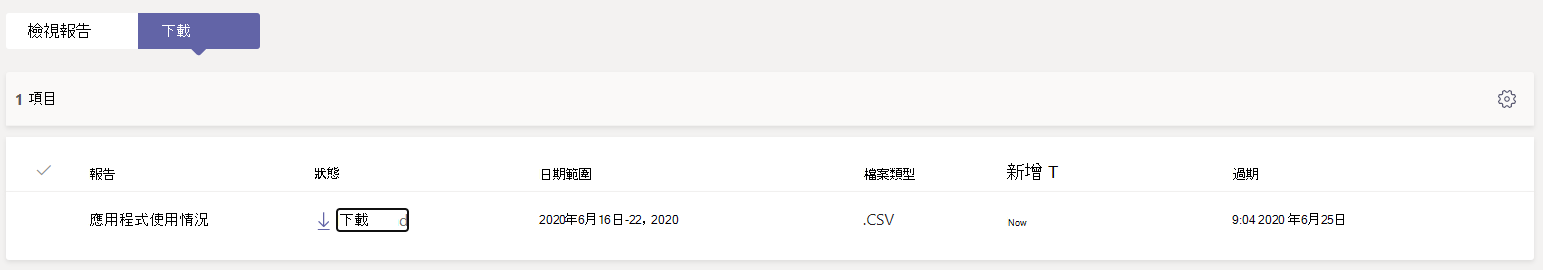 檢視報告 下載
1 項目
報告 狀態 日期範圍 檔案類型 新增 T 過期
應用程式使用情況 下載 d 2020年6月16日-22, 2020 .CSV Now 9:04 2020 年6月25日